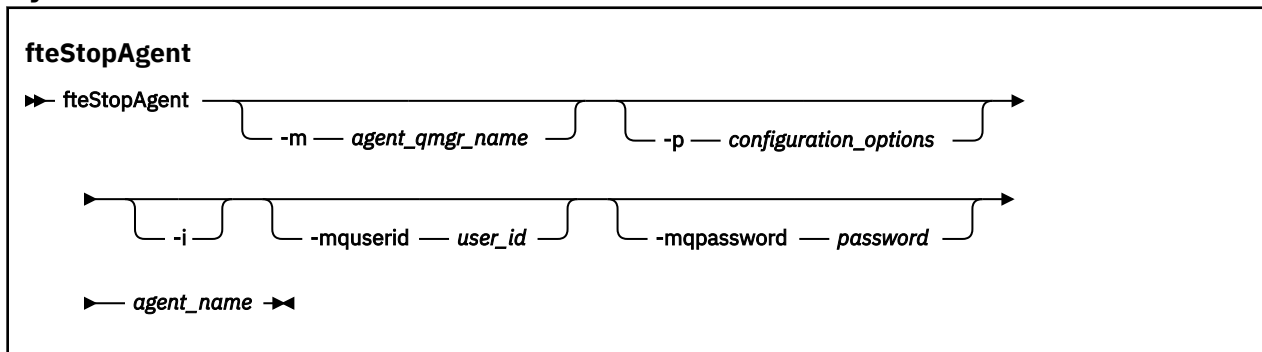 fteStopAgent
fteStopAgent -m agent_qmgr_name -p configuration_options
-i -mquserid user_id -mqpassword password
agent_name